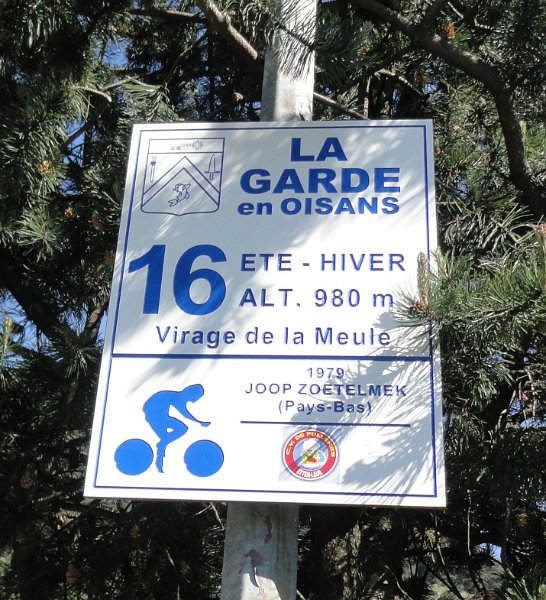 LA
GARDE
en OISANS
16
ETE - HIVER
ALT. 980 m
Virage de la Meule
1979
JOOP ZOETELMEK
(Pays-Bas)